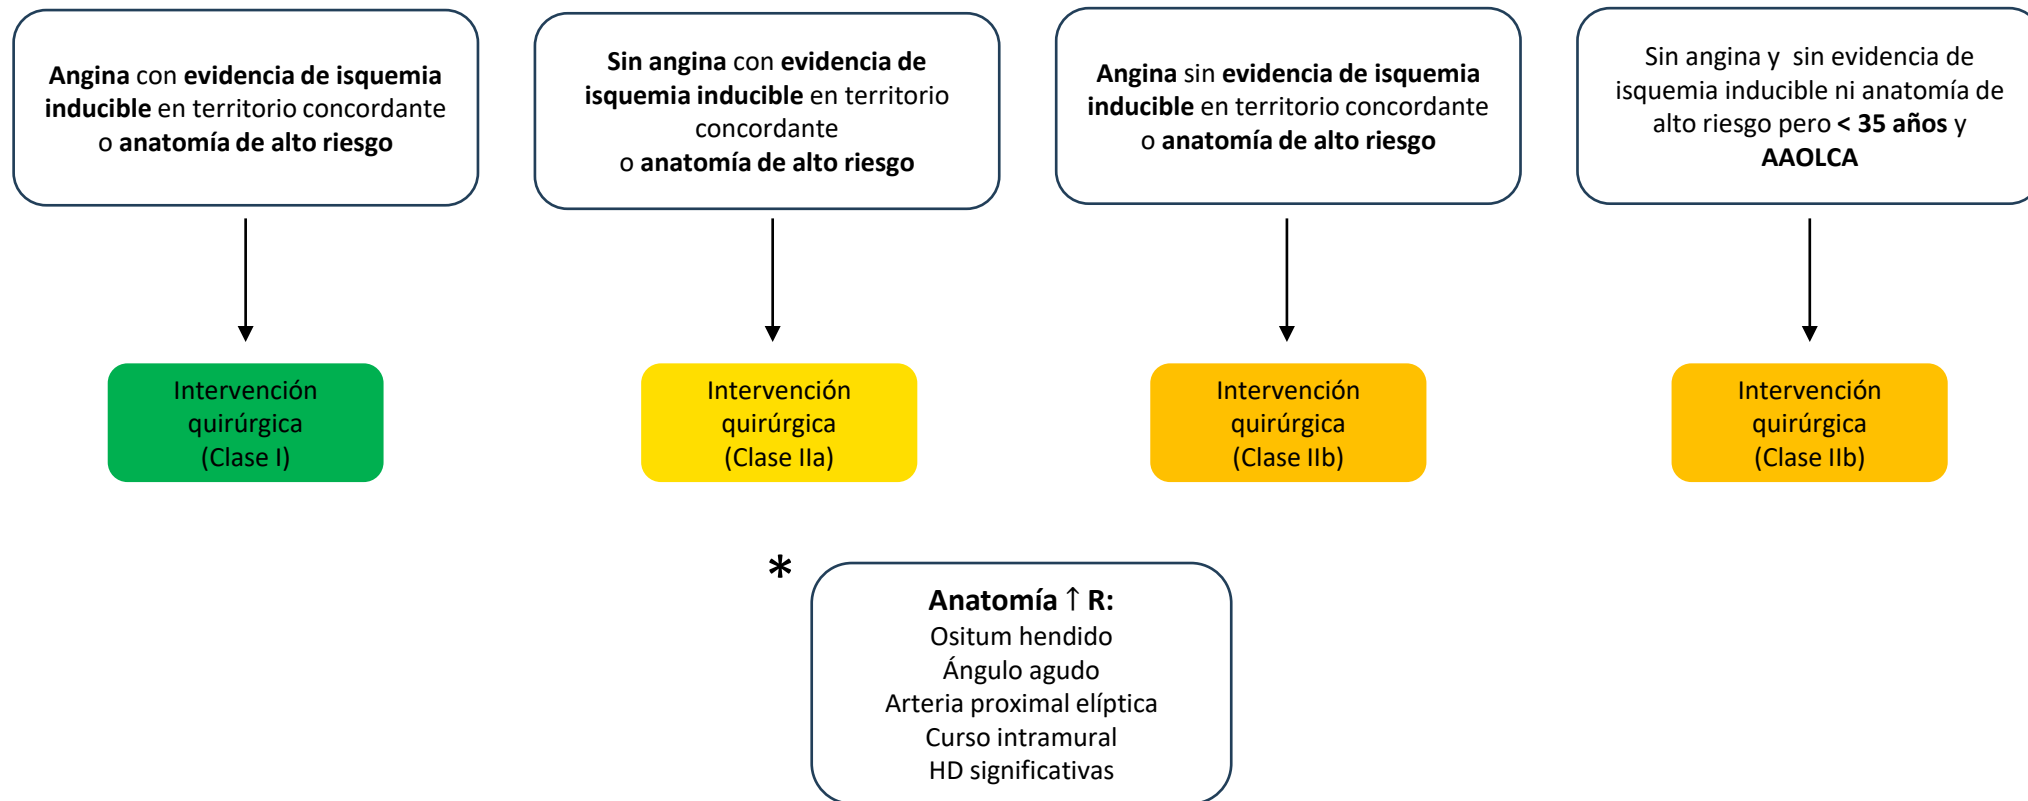 Angina con evidencia de isquemia
inducible en territorio concordante
o anatomía de alto riesgo
Sin angina con evidencia de
isquemia inducible en territorio
concordante
o anatomía de alto riesgo
Angina sin evidencia de isquemia
inducible en territorio concordante
o anatomía de alto riesgo
Sin angina y sin evidencia de
isquemia inducible ni anatomía de
alto riesgo pero < 35 años y
AAOLCA
Intervención
quirúrgica
(Clase I)
Intervención
quirúrgica
(Clase IIa)
Intervención
quirúrgica
(Clase IIb)
Intervención
quirúrgica
(Clase IIb)
*
Anatomía ↑ R:
Ositum hendido
Ángulo agudo
Arteria proximal elíptica
Curso intramural
HD significativas